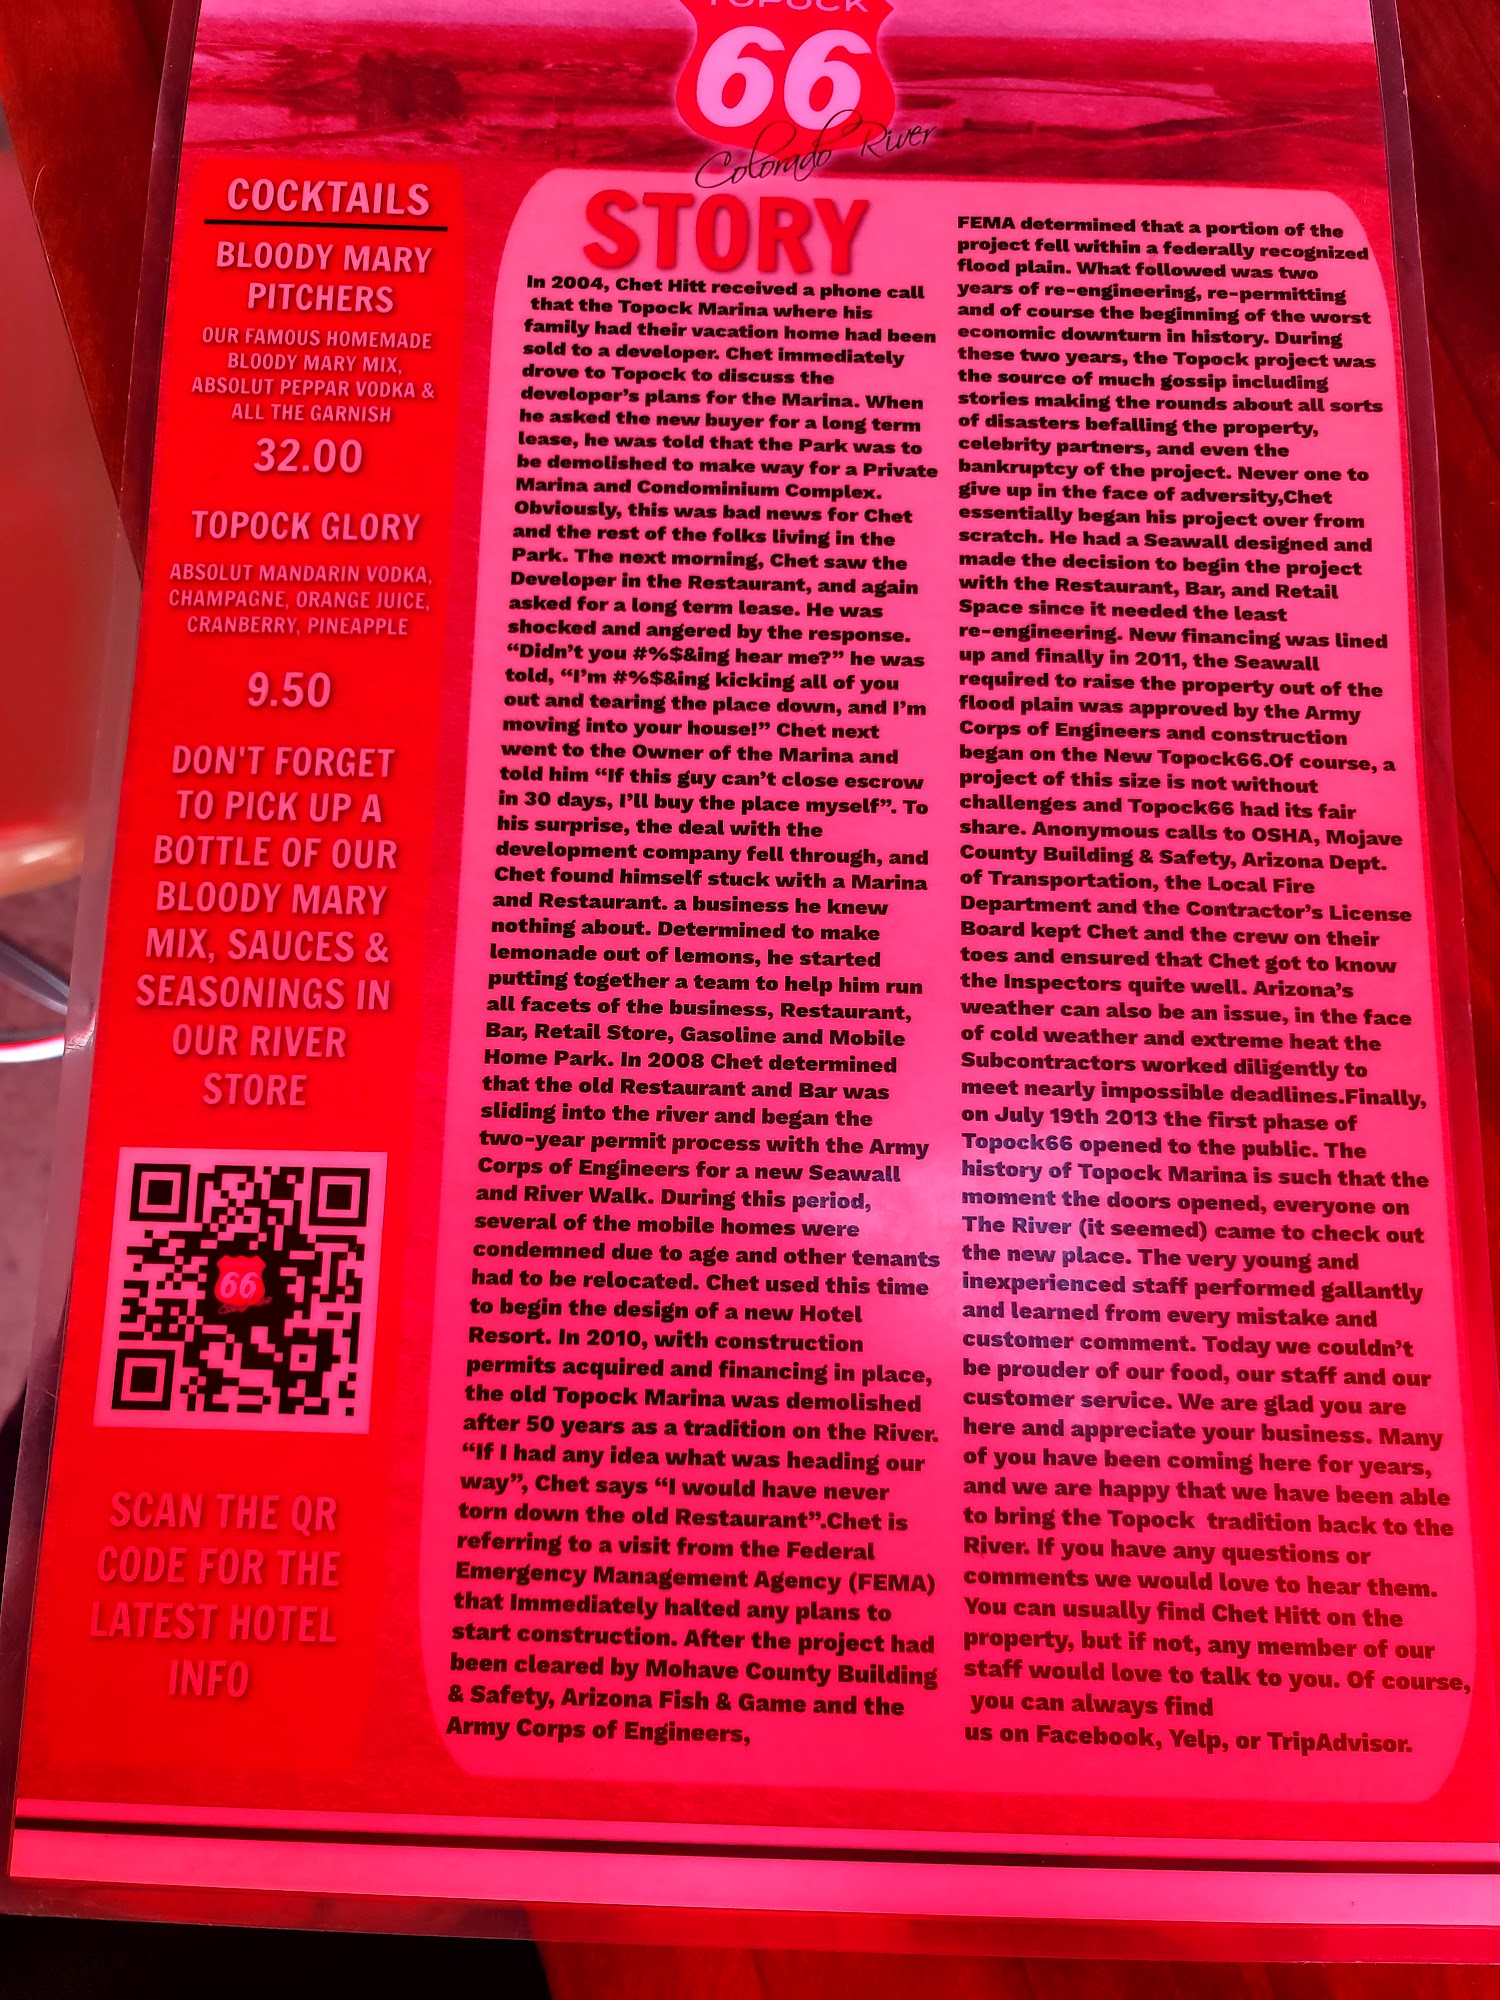 TOPOCK
66
Colorado River
COCKTAILS
BLOODY MARY
PITCHERS
OUR FAMOUS HOMEMADE
BLOODY MARY MIX,
ABSOLUT PEPPAR VODKA &
ALL THE GARNISH
32.00
TOPOCK GLORY
ABSOLUT MANDARIN VODKA,
CHAMPAGNE, ORANGE JUICE,
CRANBERRY, PINEAPPLE
9.50
DON'T FORGET
TO PICK UP A
BOTTLE OF OUR
BLOODY MARY
MIX, SAUCES &
SEASONINGS IN
OUR RIVER
STORE
66
SCAN THE QR
CODE FOR THE
LATEST HOTEL
INFO
STORY
In 2004, Chet Hitt received a phone call
that the Topock Marina where his
family had their vacation home had been
sold to a developer. Chet immediately
drove to Topock to discuss the
developer's plans for the Marina. When
he asked the new buyer for a long term
lease, he was told that the Park was to
be demolished to make way for a Private
Marina and Condominium Complex.
Obviously, this was bad news for Chet
and the rest of the folks living in the
Park. The next morning, Chet saw the
Developer in the Restaurant, and again
asked for a long term lease. He was
shocked and angered by the response.
“Didn't you #%$&ing hear me?” he was
told, “I'm #%$&ing kicking all of you
out and tearing the place down, and I'm
moving into your house!” Chet next
went to the Owner of the Marina and
told him “If this guy can't close escrow
in 30 days, I'll buy the place myself”. To
his surprise, the deal with the
development company fell through, and
Chet found himself stuck with a Marina
and Restaurant. a business he knew
nothing about. Determined to make
lemonade out of lemons, he started
putting together a team to help him run
all facets of the business, Restaurant,
Bar, Retail Store, Gasoline and Mobile
Home Park. In 2008 Chet determined
that the old Restaurant and Bar was
sliding into the river and began the
two-year permit process with the Army
Corps of Engineers for a new Seawall
and River Walk. During this period,
several of the mobile homes were
condemned due to age and other tenants
had to be relocated. Chet used this time
to begin the design of a new Hotel
Resort. In 2010, with construction
permits acquired and financing in place,
the old Topock Marina was demolished
after 50 years as a tradition on the River.
“If I had any idea what was heading our
way”, Chet says “I would have never
torn down the old Restaurant”.Chet is
referring to a visit from the Federal
Emergency Management Agency (FEMA)
that Immediately halted any plans to
start construction. After the project had
been cleared by Mohave County Building
& Safety, Arizona Fish & Game and the
Army Corps of Engineers,
FEMA determined that a portion of the
project fell within a federally recognized
flood plain. What followed was two
years of re-engineering, re-permitting
and of course the beginning of the worst
economic downturn in history. During
these two years, the Topock project was
the source of much gossip including
stories making the rounds about all sorts
of disasters befalling the property,
celebrity partners, and even the
bankruptcy of the project. Never one to
give up in the face of adversity,Chet
essentially began his project over from
scratch. He had a Seawall designed and
made the decision to begin the project
with the Restaurant, Bar, and Retail
Space since it needed the least
re-engineering. New financing was lined
up and finally in 2011, the Seawall
required to raise the property out of the
flood plain was approved by the Army
Corps of Engineers and construction
began on the New Topock66.Of course, a
project of this size is not without
challenges and Topock66 had its fair
share. Anonymous calls to OSHA, Mojave
County Building & Safety, Arizona Dept.
of Transportation, the Local Fire
Department and the Contractor's License
Board kept Chet and the crew on their
toes and ensured that Chet got to know
the Inspectors quite well. Arizona's
weather can also be an issue, in the face
of cold weather and extreme heat the
Subcontractors worked diligently to
meet nearly impossible deadlines.Finally,
on July 19th 2013 the first phase of
Topock66 opened to the public. The
history of Topock Marina is such that the
moment the doors opened, everyone on
The River (it seemed) came to check out
the new place. The very young and
inexperienced staff performed gallantly
and learned from every mistake and
customer comment. Today we couldn't
be prouder of our food, our staff and our
customer service. We are glad you are
here and appreciate your business. Many
of you have been coming here for years,
and we are happy that we have been able
to bring the Topock tradition back to the
River. If you have any questions or
comments we would love to hear them.
You can usually find Chet Hitt on the
property, but if not, any member of our
staff would love to talk to you. Of course,
you can always find
us on Facebook, Yelp, or TripAdvisor.